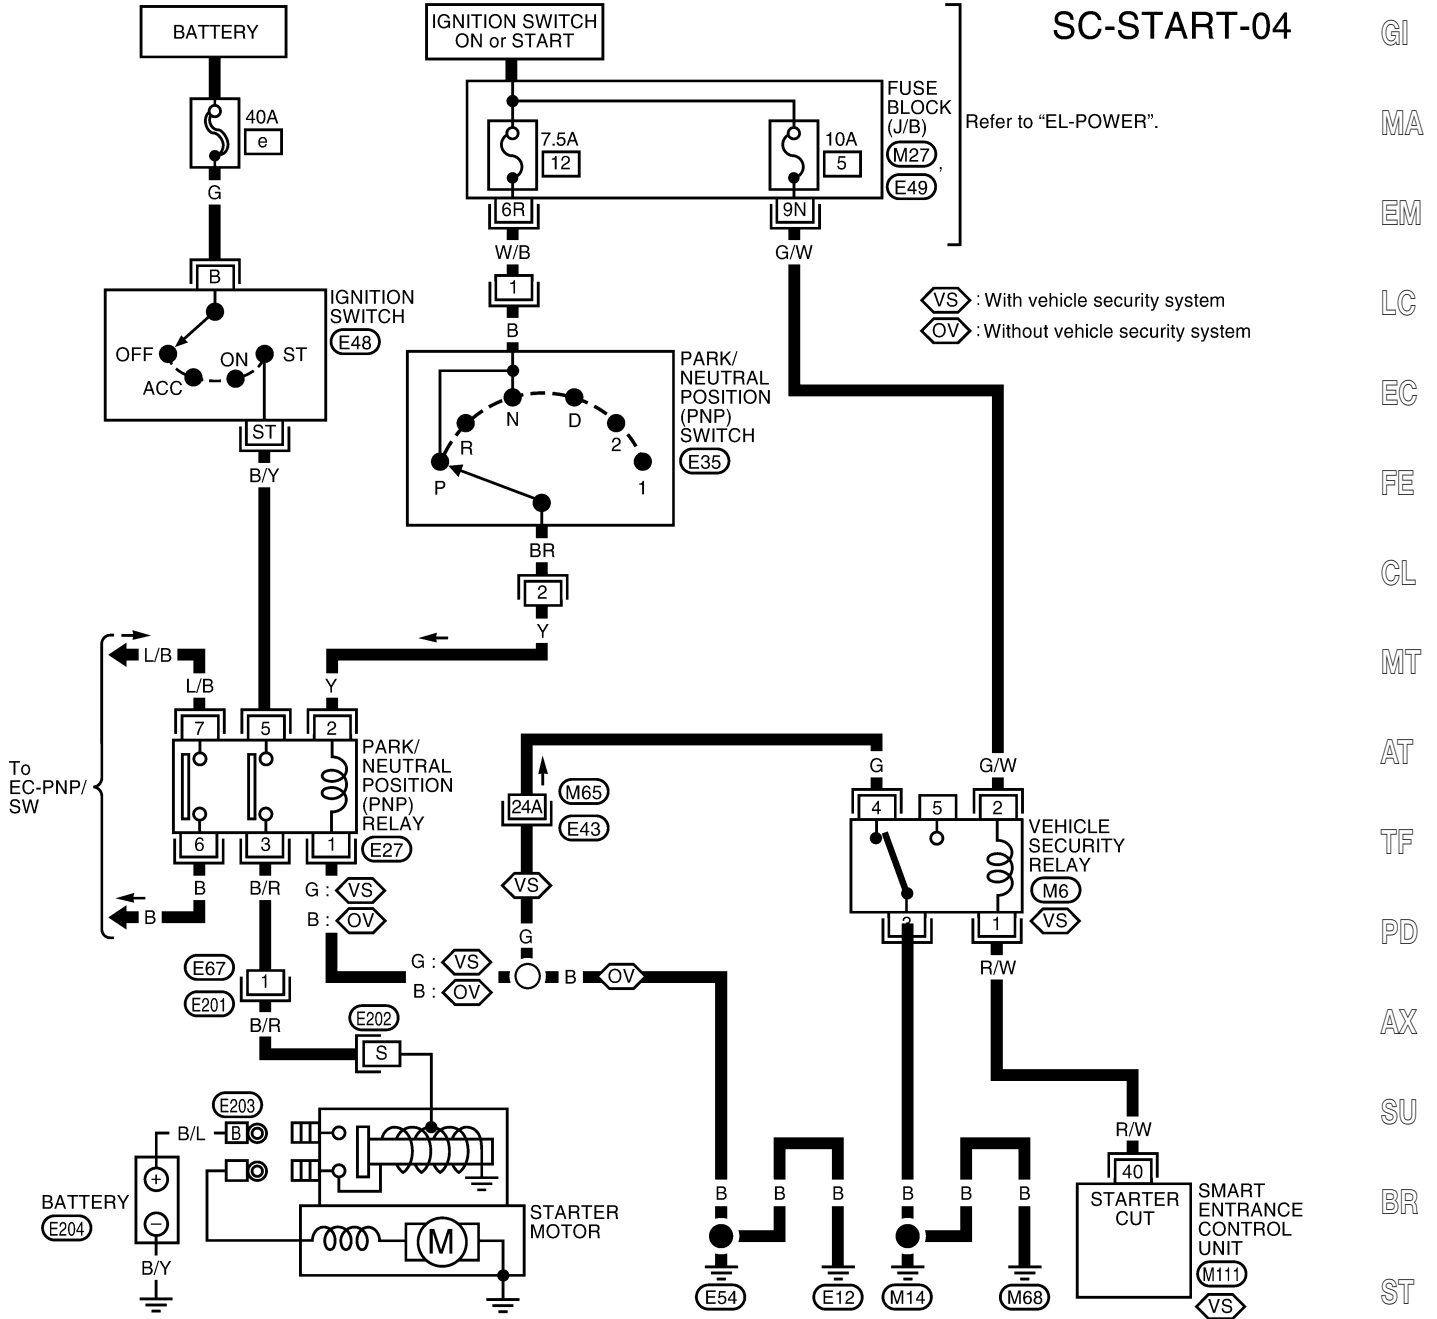 SC-START-04
BATTERY
IGNITION SWITCH
ON or START
40A
e
G
7.5A
12
10A
5
FUSE
BLOCK
(J/B)
M27
,
E49
Refer to “EL-POWER”.
6R
9N
W/B
G/W
B
1
B
IGNITION
SWITCH
E48
OFF
ACC
ON
ST
ST
B/Y
VS : With vehicle security system
OV : Without vehicle security system
PARK/
NEUTRAL
POSITION
(PNP)
SWITCH
E35
P
R
N
D
2
1
BR
2
Y
L/B
L/B
Y
To
EC-PNP/
SW
7
5
2
PARK/
NEUTRAL
POSITION
(PNP)
RELAY
E27
6
3
1
B
B/R
G : VS
B : OV
B
24A
M65
E43
VS
G
G : VS
B : OV
B
OV
G
G/W
4
5
2
VEHICLE
SECURITY
RELAY
M6
VS
3
1
R/W
E67
E201
1
B/R
E202
S
E203
B/L
B
BATTERY
E204
+
−
B/Y
M
STARTER
MOTOR
R/W
40
STARTER
CUT
SMART
ENTRANCE
CONTROL
UNIT
M111
VS
B
B
B
B
B
B
E54
E12
M14
M68
GI
MA
EM
LC
EC
FE
CL
MT
AT
TF
PD
AX
SU
BR
ST